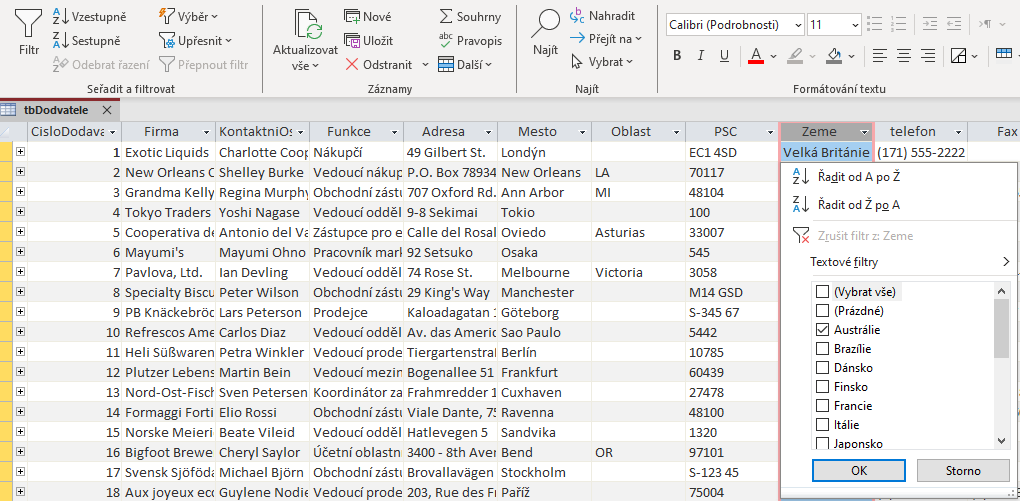 Filtr
Vzestupně
Sestupně
Odebrat řazení
Výběr
Upřesnit
Přepnout filtr
Seřadit a filtrovat
Aktualizovat
vše
Nové
Uložit
Odstranit
Souhrny
abc Pravopis
Další
Záznamy
Najít
Nahradit
Přejít na
Vybrat
Najít
Calibri (Podrobnosti) 11
B I U A
Formátování textu
tbDodvatele
CisloDodava Firma KontaktniOs Funkce Adresa Mesto Oblast PSC Zeme telefon Fax
1 Exotic Liquids Charlotte Coop Nákupčí 49 Gilbert St. Londýn EC1 4SD Velká Británie (171) 555-2222
2 New Orleans C Shelley Burke Vedoucí nákup P.O. Box 78934 New Orleans LA 70117
3 Grandma Kelly Regina Murphy Obchodní zástu 707 Oxford Rd. Ann Arbor MI 48104
4 Tokyo Traders Yoshi Nagase Vedoucí odděl 9-8 Sekimai Tokio 100
5 Cooperativa de Antonio del Va Zástupce pro e Calle del Rosal Oviedo Asturias 33007
6 Mayumi's Mayumi Ohno Pracovník mark 92 Setsuko Osaka 545
7 Pavlova, Ltd. Ian Devling Vedoucí odděl 74 Rose St. Melbourne Victoria 3058
8 Specialty Biscu Peter Wilson Obchodní zástu 29 King's Way Manchester M14 GSD
9 PB Knäckebröd Lars Peterson Prodejce Kaloadagatan 1 Göteborg S-345 67
10 Refrescos Ame Carlos Diaz Vedoucí odděl Av. das Americ Sao Paulo 5442
11 Heli Süßwaren Petra Winkler Vedoucí prode Tiergartenstral Berlín 10785
12 Plutzer Lebens Martin Bein Vedoucí mezin Bogenallee 51 Frankfurt 60439
13 Nord-Ost-Fisch Sven Petersen Koordinátor za Frahmredder 1 Cuxhaven 27478
14 Formaggi Forti Elio Rossi Obchodní zástu Viale Dante, 75 Ravenna 48100
15 Norske Meieri Beate Vileid Vedoucí odděl Hatlevegen 5 Sandvika 1320
16 Bigfoot Brewe Cheryl Saylor Účetní oblastn 3400 - 8th Aver Bend OR 97101
17 Svensk Sjöföda Michael Björn Obchodní zástu Brovallavägen Stockholm S-123 45
18 Aux joyeux ecc Guylene Nodie Vedoucí prode 203, Rue des Fr Paříž 75004
Řadit od A po Ž
Řadit od Ž po A
Zrušit filtr z: Zeme
Textové filtry
(Vybrat vše)
(Prázdné)
Austrálie
Brazílie
Dánsko
Finsko
Francie
Itálie
Japonsko
OK Storno